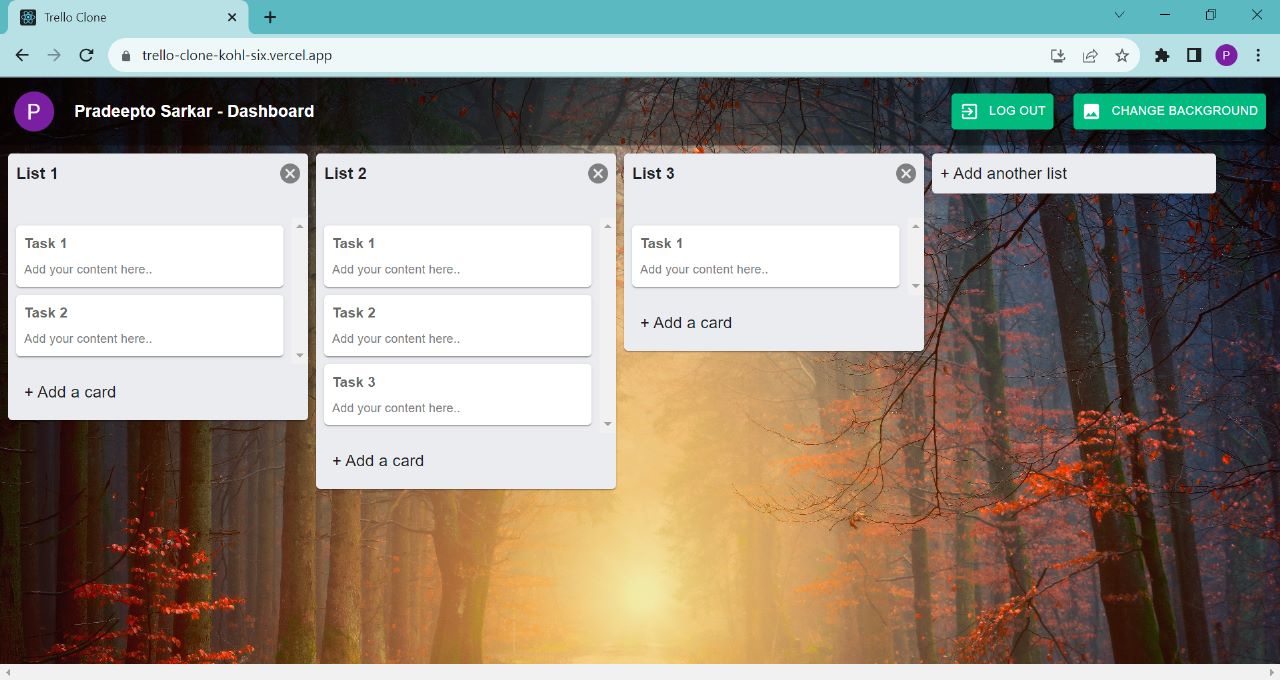 Trello Clone
trello-clone-kohl-six.vercel.app
P
P
Pradeepto Sarkar - Dashboard
LOG OUT
CHANGE BACKGROUND
List 1
Task 1
Add your content here..
Task 2
Add your content here..
+ Add a card
List 2
Task 1
Add your content here..
Task 2
Add your content here..
Task 3
Add your content here..
+ Add a card
List 3
Task 1
Add your content here..
+ Add a card
+ Add another list